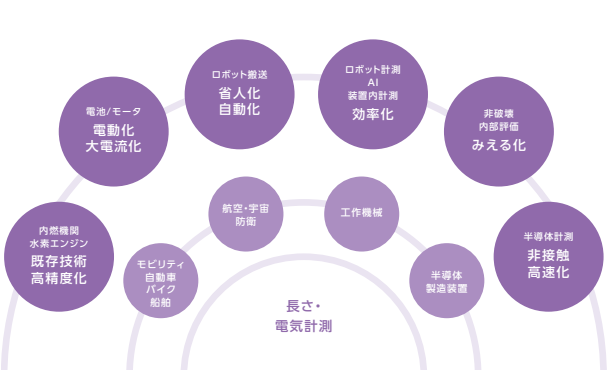 ロボット搬送
省人化
自動化
ロボット計測
AI
装置内計測
効率化
電池/モータ
電動化
大電流化
非破壊
内部評価
みえる化
航空・宇宙
防衛
工作機械
内燃機関
水素エンジン
既存技術
高精度化
モビリティ
自動車
バイク
船舶
半導体
製造装置
半導体計測
非接触
高速化
長さ・
電気計測